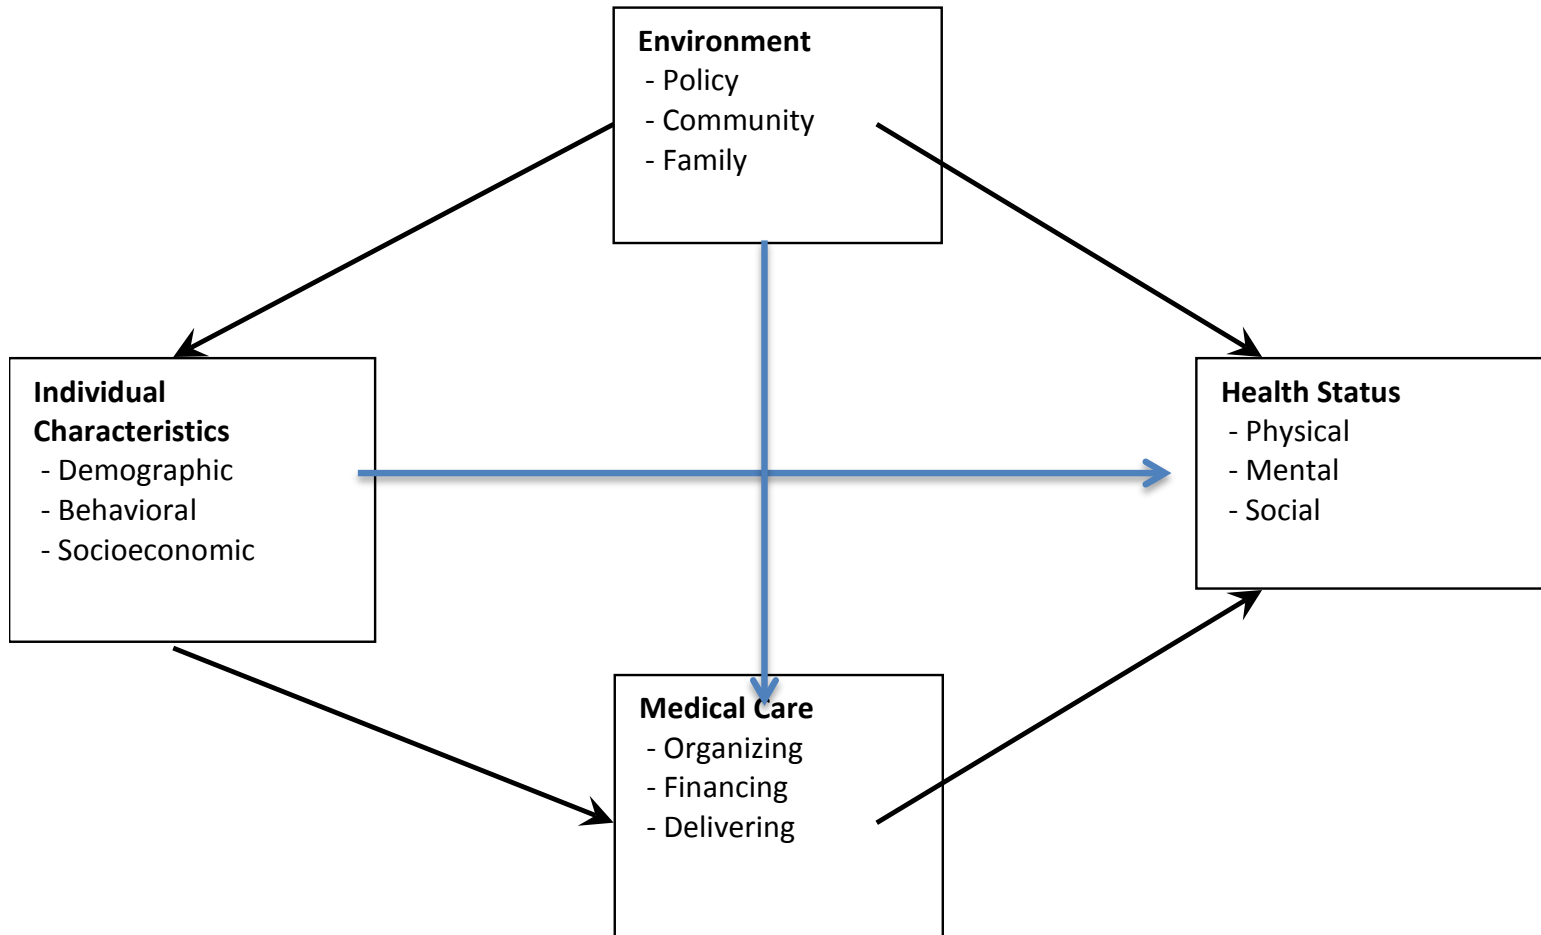 Environment
- Policy
- Community
- Family
Individual
Characteristics
- Demographic
- Behavioral
- Socioeconomic
Health Status
- Physical
- Mental
- Social
Medical Care
- Organizing
- Financing
- Delivering